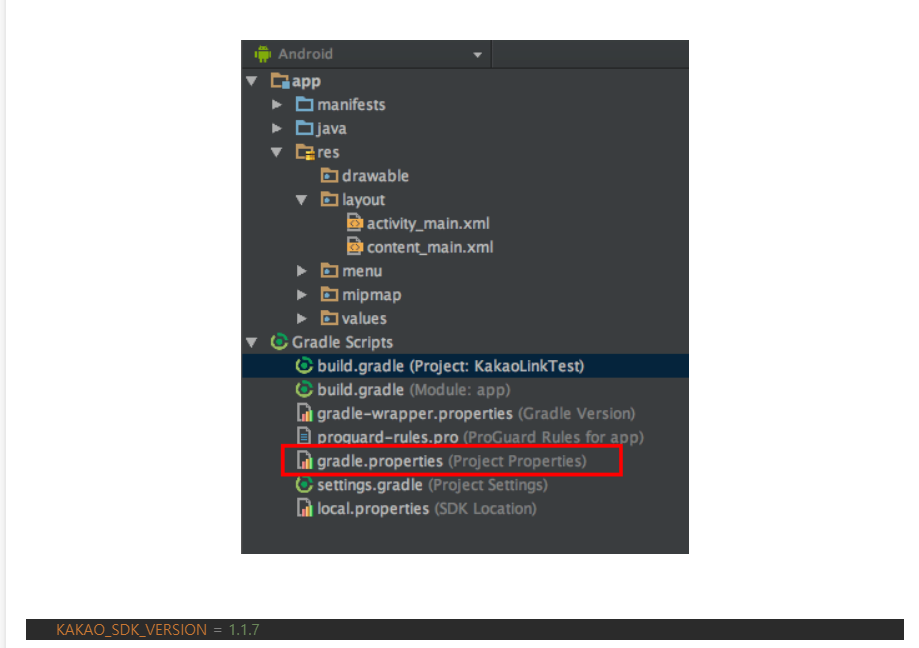 Android
app
manifests
java
res
drawable
layout
activity_main.xml
content_main.xml
menu
mipmap
values
Gradle Scripts
build.gradle (Project: KakaoLinkTest)
build.gradle (Module: app)
gradle-wrapper.properties (Gradle Version)
proguard-rules.pro (ProGuard Rules for app)
gradle.properties (Project Properties)
settings.gradle (Project Settings)
local.properties (SDK Location)
KAKAO_SDK_VERSION = 1.1.7